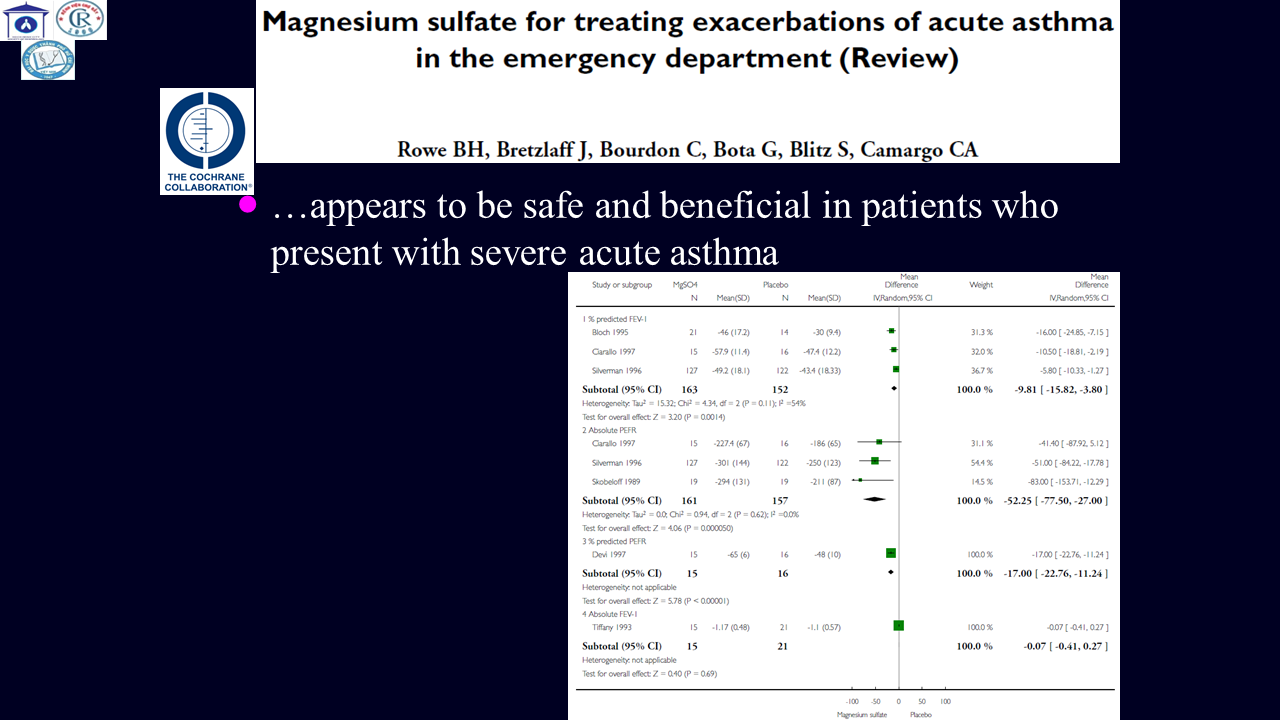 Magnesium sulfate for treating exacerbations of acute asthma
in the emergency department (Review)
Rowe BH, Bretzlaff J, Bourdon C, Bota G, Blitz S, Camargo CA
THE COCHRANE
COLLABORATION®
…appears to be safe and beneficial in patients who
present with severe acute asthma
Study or subgroup MgSO4 Placebo Mean Difference Weight Mean Difference
N Mean(SD) N Mean(SD) IV,Random,95% CI IV,Random,95% CI
1 % predicted FEV-1
Bloch 1995 21 -46 (17.2) 14 -30 (9.4) 31.3 % -16.00 [ -24.85, -7.15 ]
Ciarallo 1997 15 -57.9 (11.4) 16 -47.4 (12.2) 32.0 % -10.50 [ -18.81, -2.19 ]
Silverman 1996 127 -49.2 (18.1) 122 -43.4 (18.33) 36.7 % -5.80 [ -10.33, -1.27 ]
Subtotal (95% CI) 163 152 100.0 % -9.81 [ -15.82, -3.80 ]
Heterogeneity: Tau² = 15.32; Chi² = 4.34, df = 2 (P = 0.11); I² =54%
Test for overall effect: Z = 3.20 (P = 0.0014)
2 Absolute PEFR
Ciarallo 1997 15 -227.4 (67) 16 -186 (65) 31.1 % -41.40 [ -87.92, 5.12 ]
Silverman 1996 127 -301 (144) 122 -250 (123) 54.4 % -51.00 [ -84.22, -17.78 ]
Skobeloff 1989 19 -294 (131) 19 -211 (87) 14.5 % -83.00 [ -153.71, -12.29 ]
Subtotal (95% CI) 161 157 100.0 % -52.25 [ -77.50, -27.00 ]
Heterogeneity: Tau² = 0.0; Chi² = 0.94, df = 2 (P = 0.62); I² =0.0%
Test for overall effect: Z = 4.06 (P = 0.000050)
3 % predicted PEFR
Devi 1997 15 -65 (6) 16 -48 (10) 100.0 % -17.00 [ -22.76, -11.24 ]
Subtotal (95% CI) 15 16 100.0 % -17.00 [ -22.76, -11.24 ]
Heterogeneity: not applicable
Test for overall effect: Z = 5.78 (P < 0.00001)
4 Absolute FEV-1
Tiffany 1993 15 -1.17 (0.48) 21 -1.1 (0.57) 100.0 % -0.07 [ -0.41, 0.27 ]
Subtotal (95% CI) 15 21 100.0 % -0.07 [ -0.41, 0.27 ]
Heterogeneity: not applicable
Test for overall effect: Z = 0.40 (P = 0.69)
-100 -50 0 50 100
Magnesium sulfate Placebo